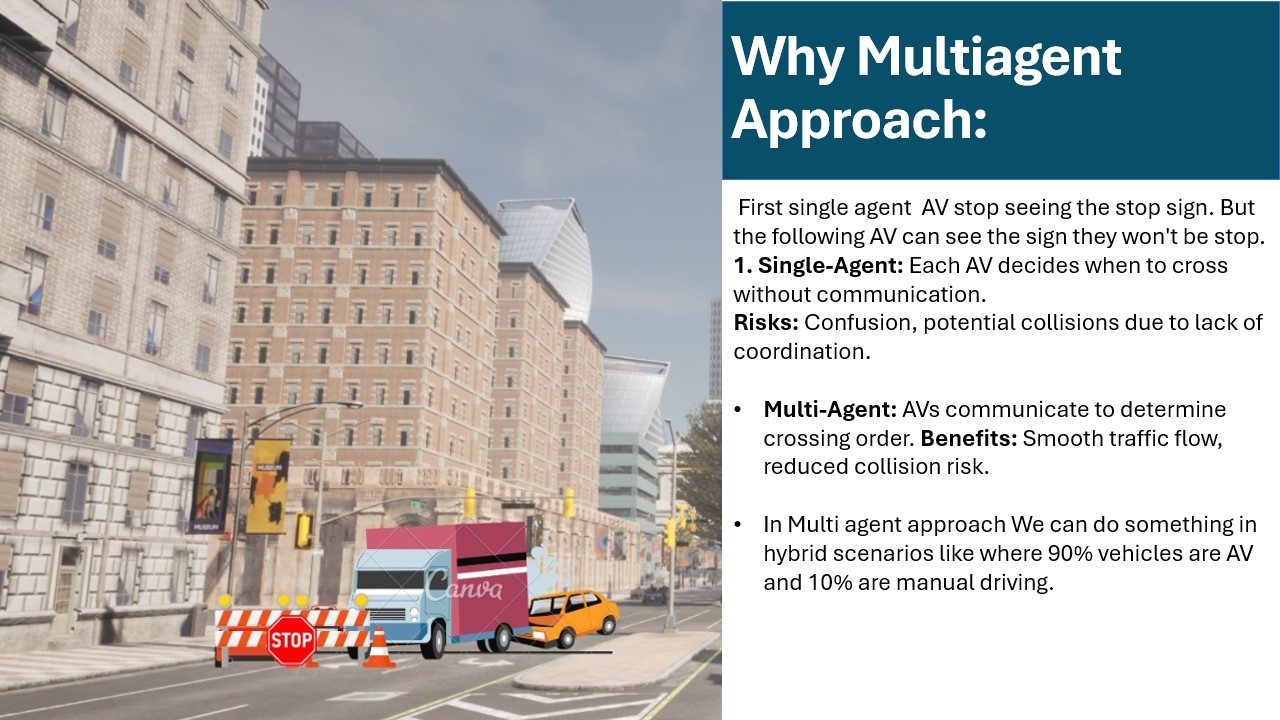 Why Multiagent
Approach:
First single agent  AV stop seeing the stop sign. But
the following AV can see the sign they won't be stop.
1. Single-Agent: Each AV decides when to cross
without communication.
Risks: Confusion, potential collisions due to lack of
coordination.
• Multi-Agent: AVs communicate to determine
crossing order. Benefits: Smooth traffic flow,
reduced collision risk.
• In Multi agent approach We can do something in
hybrid scenarios like where 90% vehicles are AV
and 10% are manual driving.
MUSEUM
MUSEUM
Canva
STOP